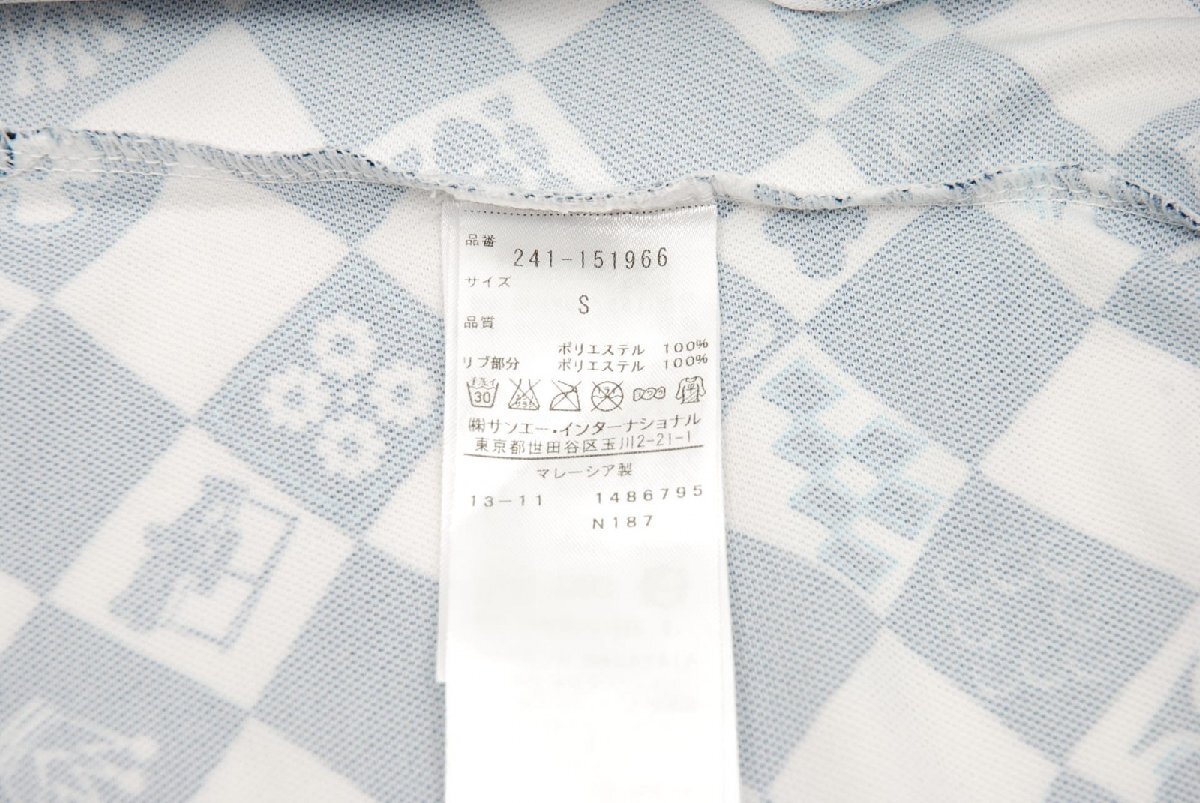 品番
241-151966
サイズ
S
品質
ポリエステル 100%
リブ部分 ポリエステル 100%
30
㈱サンエー・インターナショナル
東京都世田谷区玉川2-21-1
マレーシア製
13-11 1486795
N187